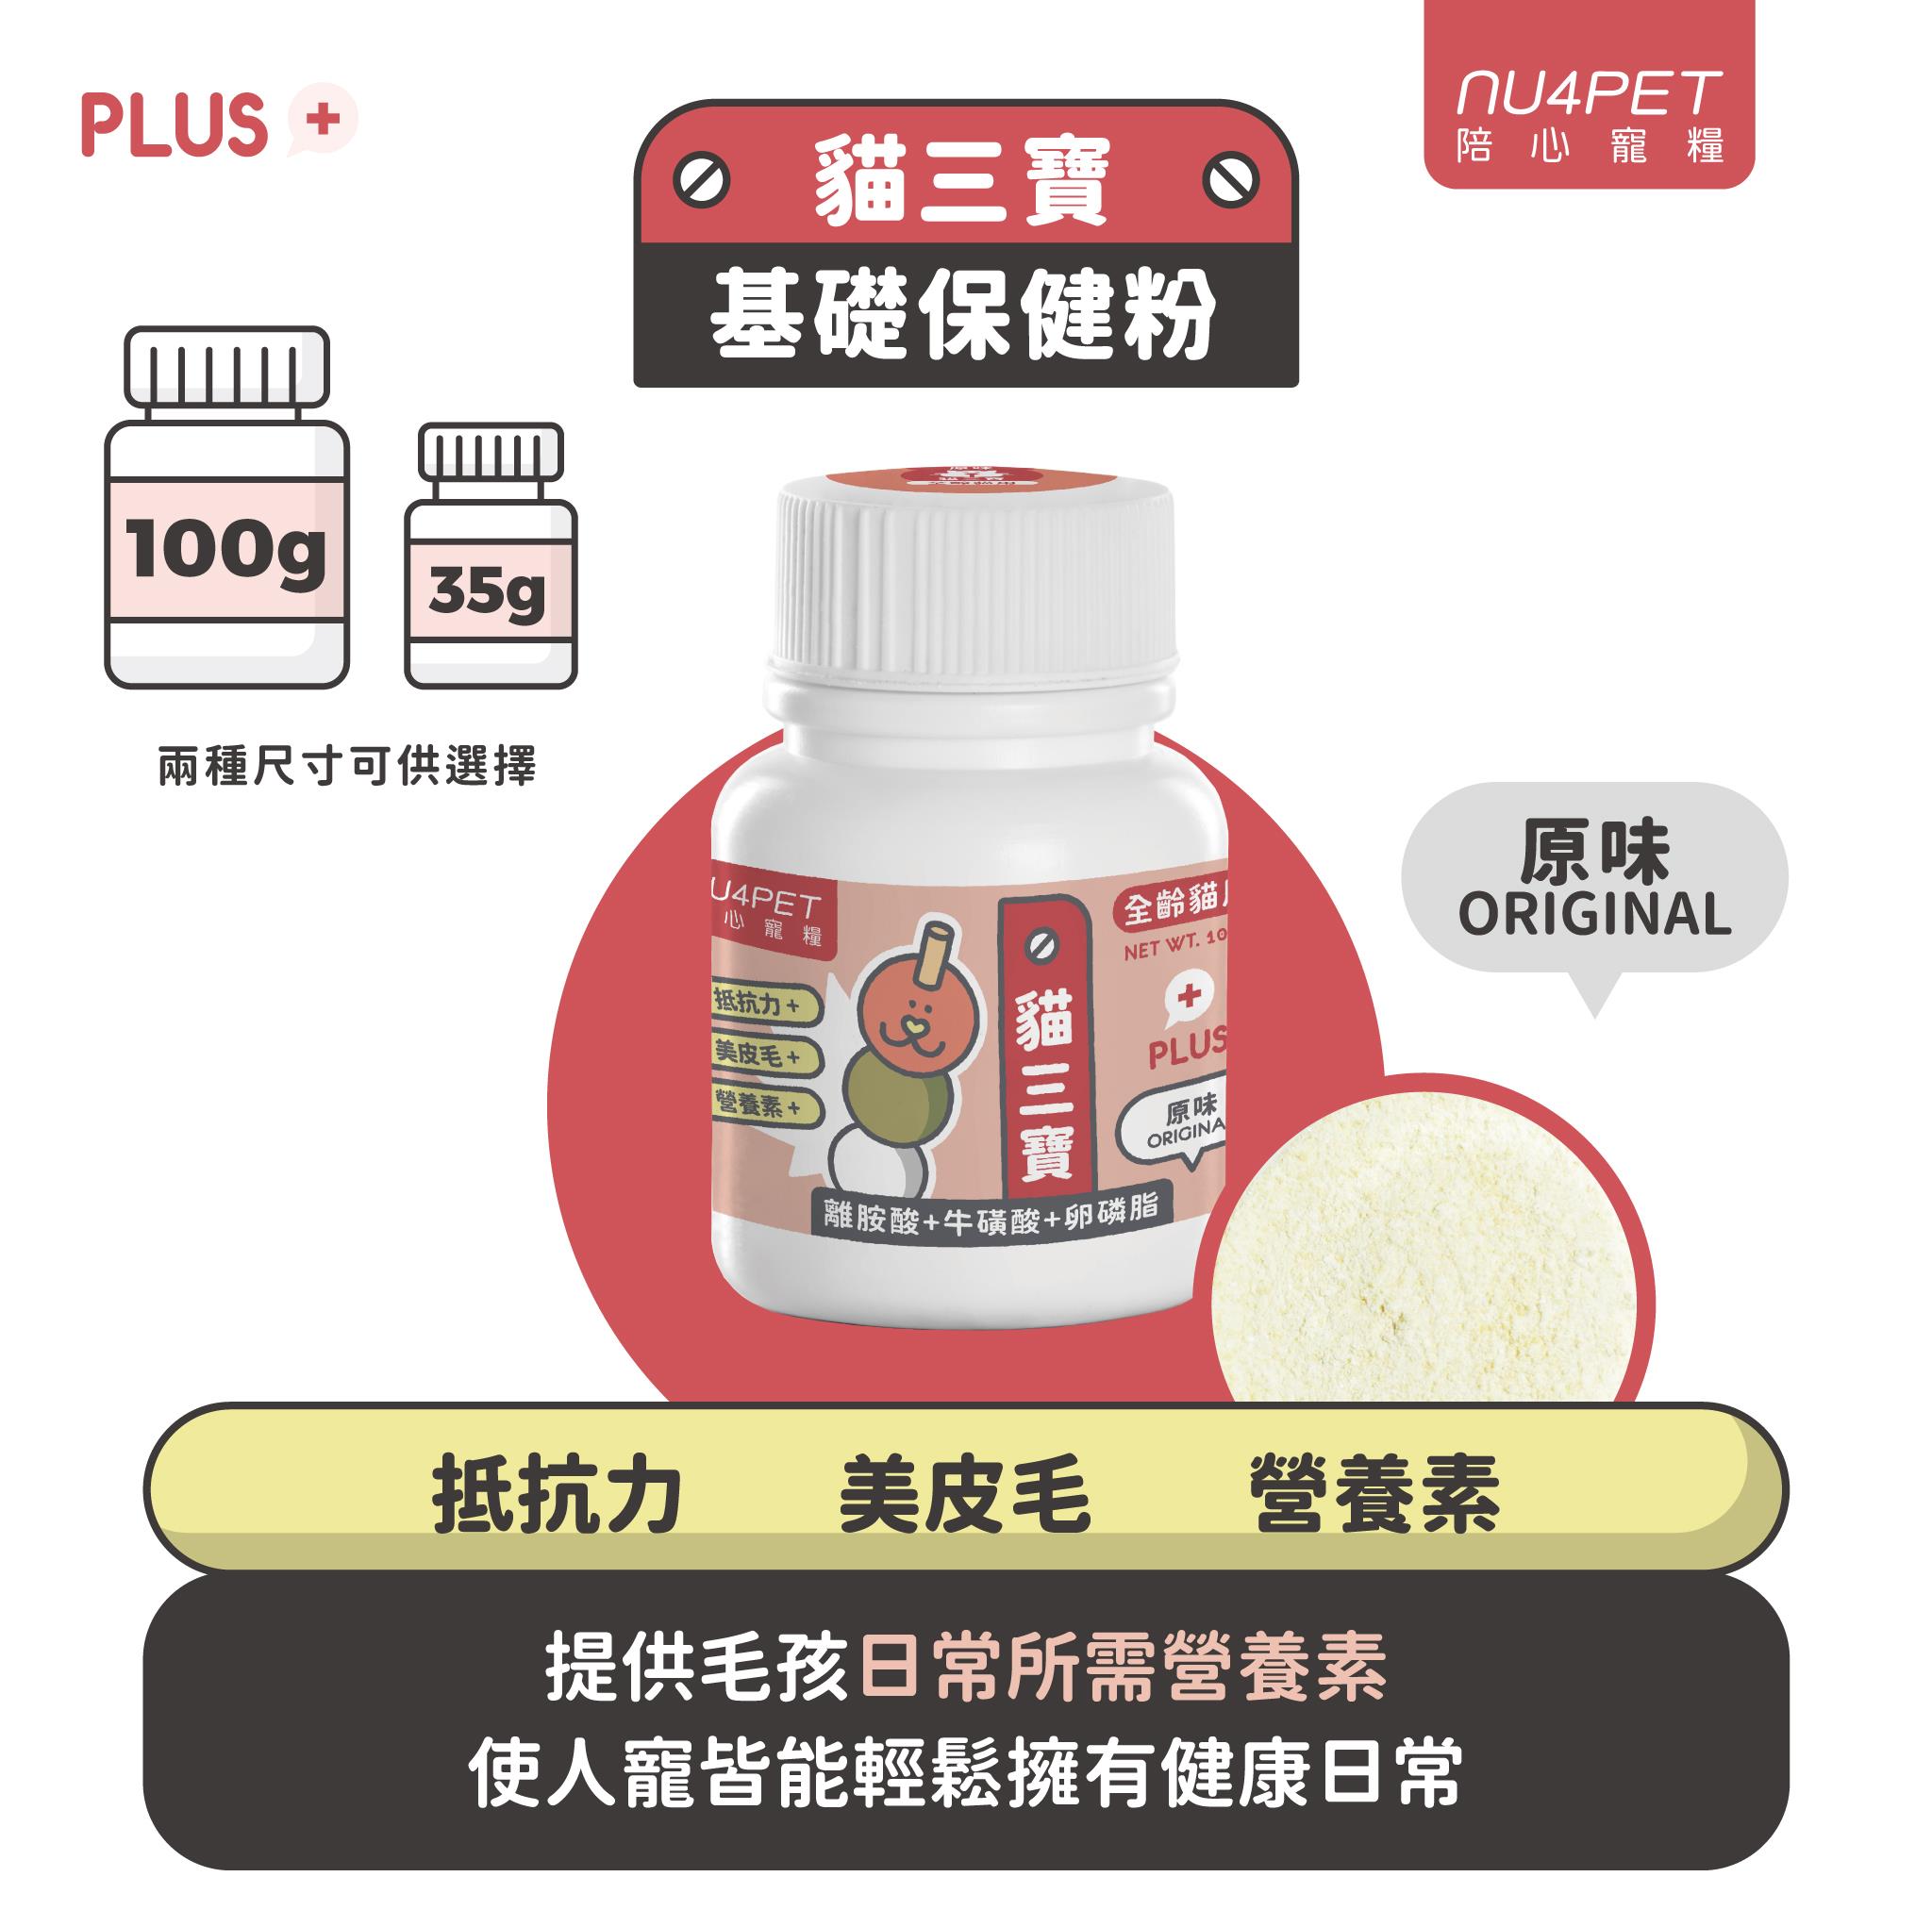 PLUS +
NU4PET
陪心寵糧
貓三寶
基礎保健粉
100g
35g
兩種尺寸可供選擇
原味
ORIGINAL
U4PET
心寵糧
抵抗力+
美皮毛+
營養素+
貓三寶
全齡貓
NET WT. 10
+
PLUS
原味
ORIGINA
離胺酸+牛磺酸+卵磷脂
抵抗力 美皮毛 營養素
提供毛孩日常所需營養素
使人寵皆能輕鬆擁有健康日常